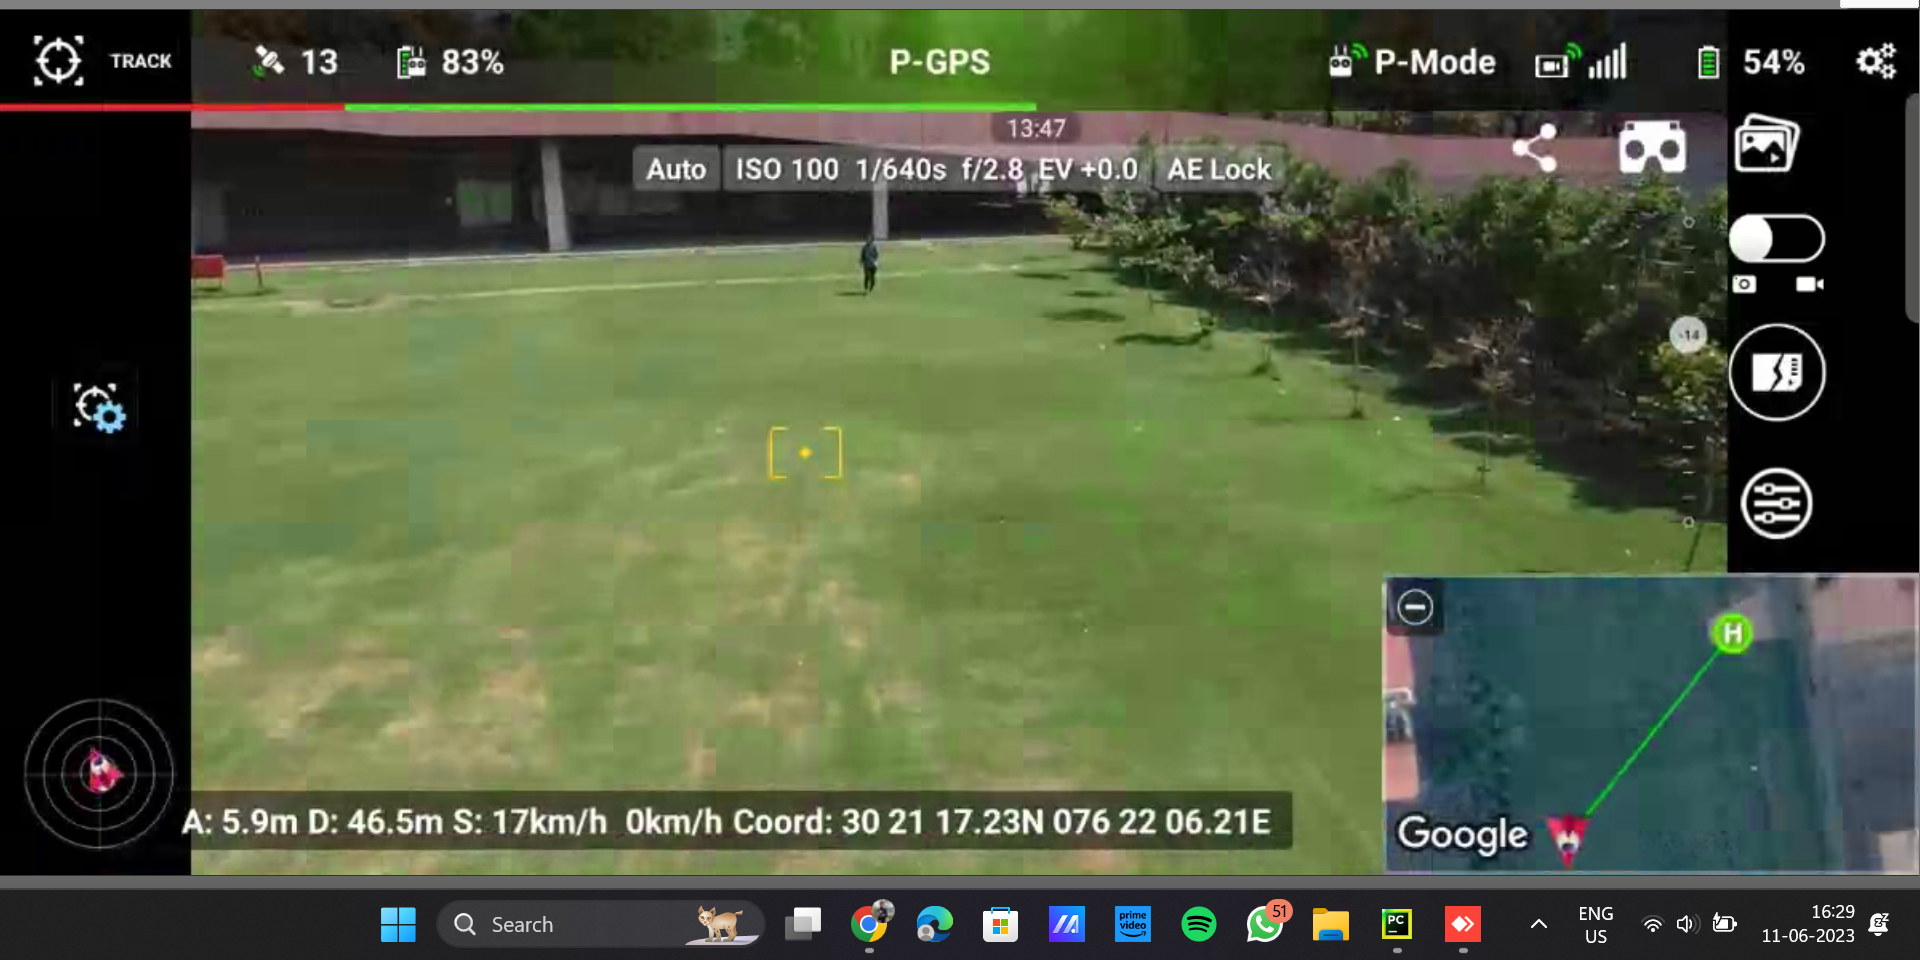 TRACK 13 83% P-GPS P-Mode 54%
13:47
Auto ISO 100 1/640s f/2.8 EV +0.0 AE Lock
-14
H
A: 5.9m D: 46.5m S: 17km/h 0km/h Coord: 30 21 17.23N 076 22 06.21E
Google
Search
prime
video
51
PC
ENG
US
16:29
11-06-2023